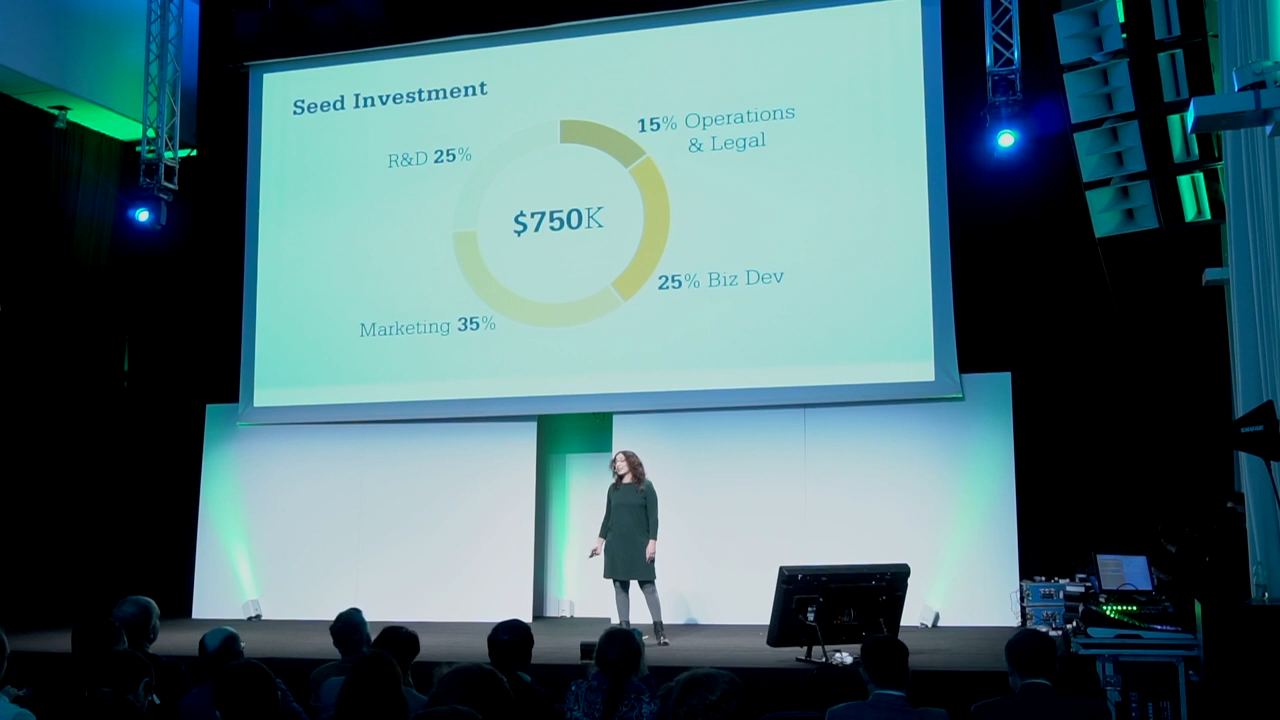 Seed Investment
R&D 25%
15% Operations
& Legal
$750K
25% Biz Dev
Marketing 35%